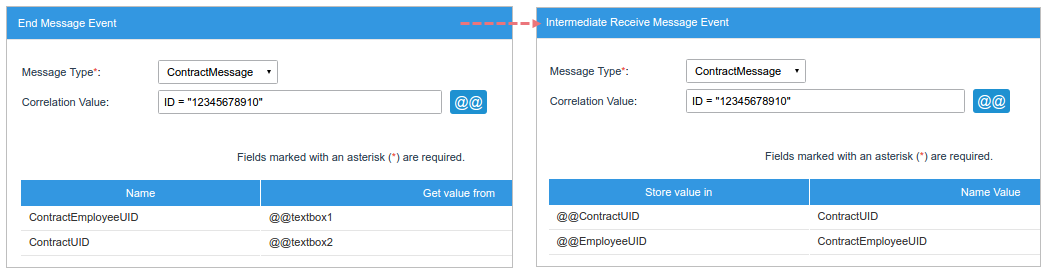 End Message Event
Message Type*:
ContractMessage
Correlation Value:
ID = "12345678910"
@@
Fields marked with an asterisk (*) are required.
Name Get value from
ContractEmployeeUID @@textbox1
ContractUID @@textbox2
Intermediate Receive Message Event
Message Type*:
ContractMessage
Correlation Value:
ID = "12345678910"
@@
Fields marked with an asterisk (*) are required.
Store value in Name Value
@@ContractUID ContractUID
@@EmployeeUID ContractEmployeeUID